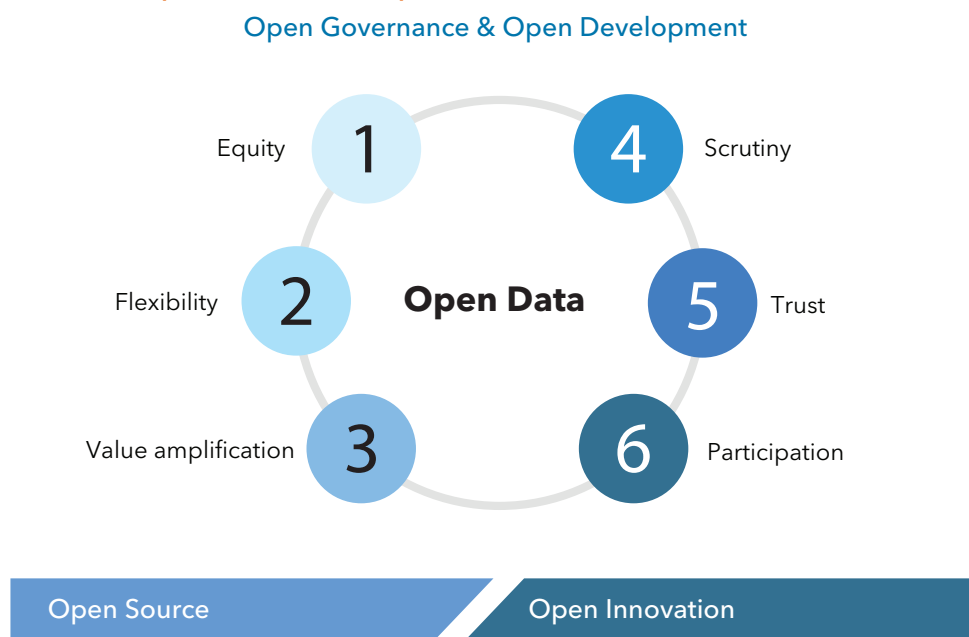 Open Governance & Open Development
Equity
1
Flexibility
2
Value amplification
3
Open Data
4
Scrutiny
5
Trust
6
Participation
Open Source
Open Innovation